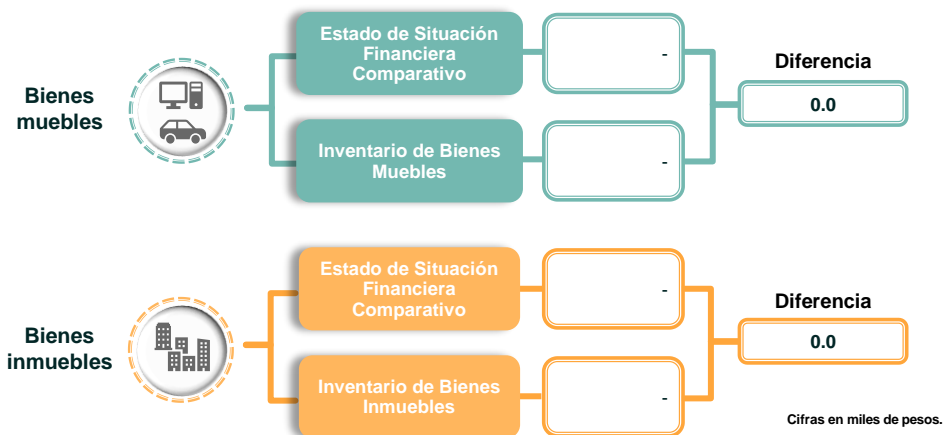 Bienes
muebles
Estado de Situación
Financiera
Comparativo
-
Inventario de Bienes
Muebles
-
Diferencia
0.0
Bienes
inmuebles
Estado de Situación
Financiera
Comparativo
-
Inventario de Bienes
Inmuebles
-
Diferencia
0.0
Cifras en miles de pesos.